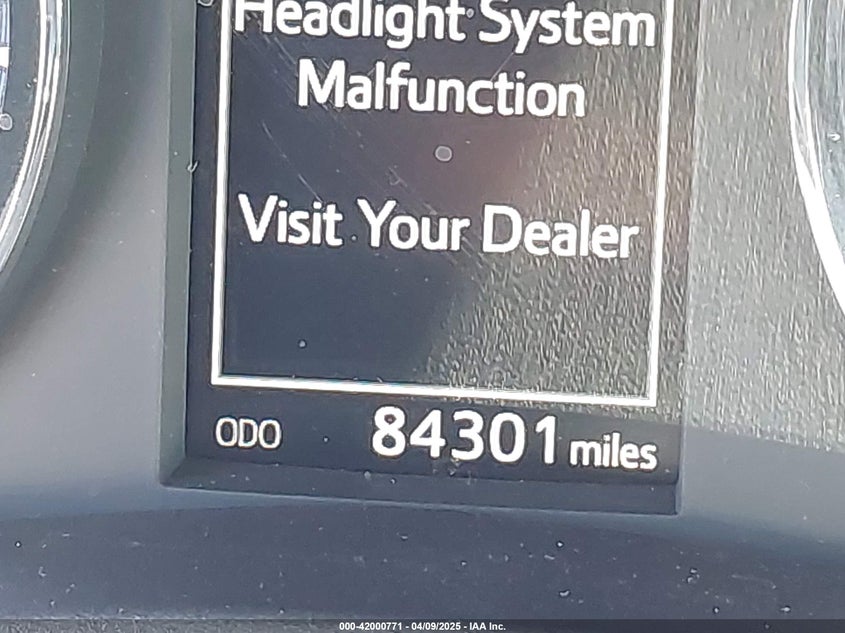 Headlight System
Malfunction
Visit Your Dealer
ODO 84301 miles
000-42000771 - 04/09/2025 - IAA Inc.